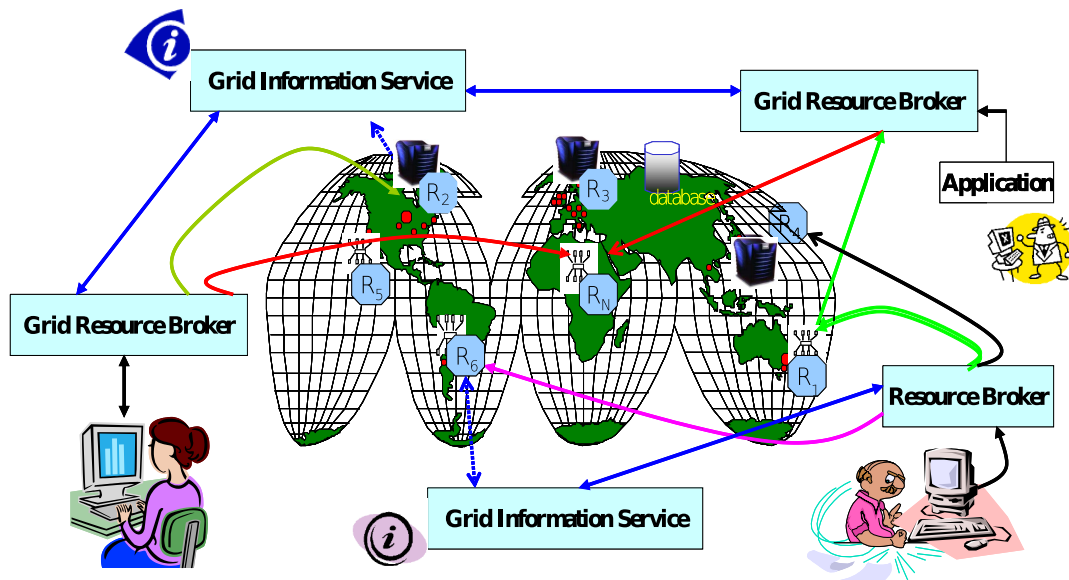 Grid Information Service
Grid Resource Broker
R2
R3
database
Application
R4
R5
RN
Grid Resource Broker
R6
R1
Resource Broker
Grid Information Service